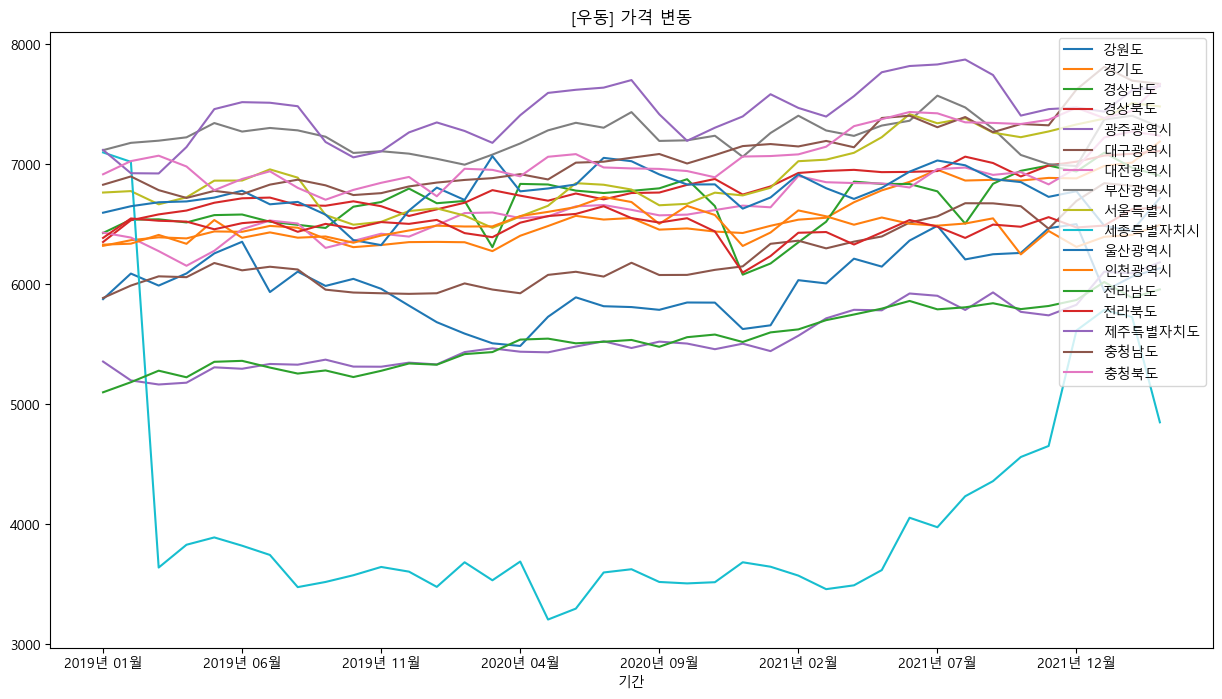 [우동] 가격 변동
8000
7000
6000
5000
4000
3000
강원도
경기도
경상남도
경상북도
광주광역시
대구광역시
대전광역시
부산광역시
서울특별시
세종특별자치시
울산광역시
인천광역시
전라남도
전라북도
제주특별자치도
충청남도
충청북도
2019년 01월
2019년 06월
2019년 11월
2020년 04월
2020년 09월
2021년 02월
2021년 07월
2021년 12월
기간